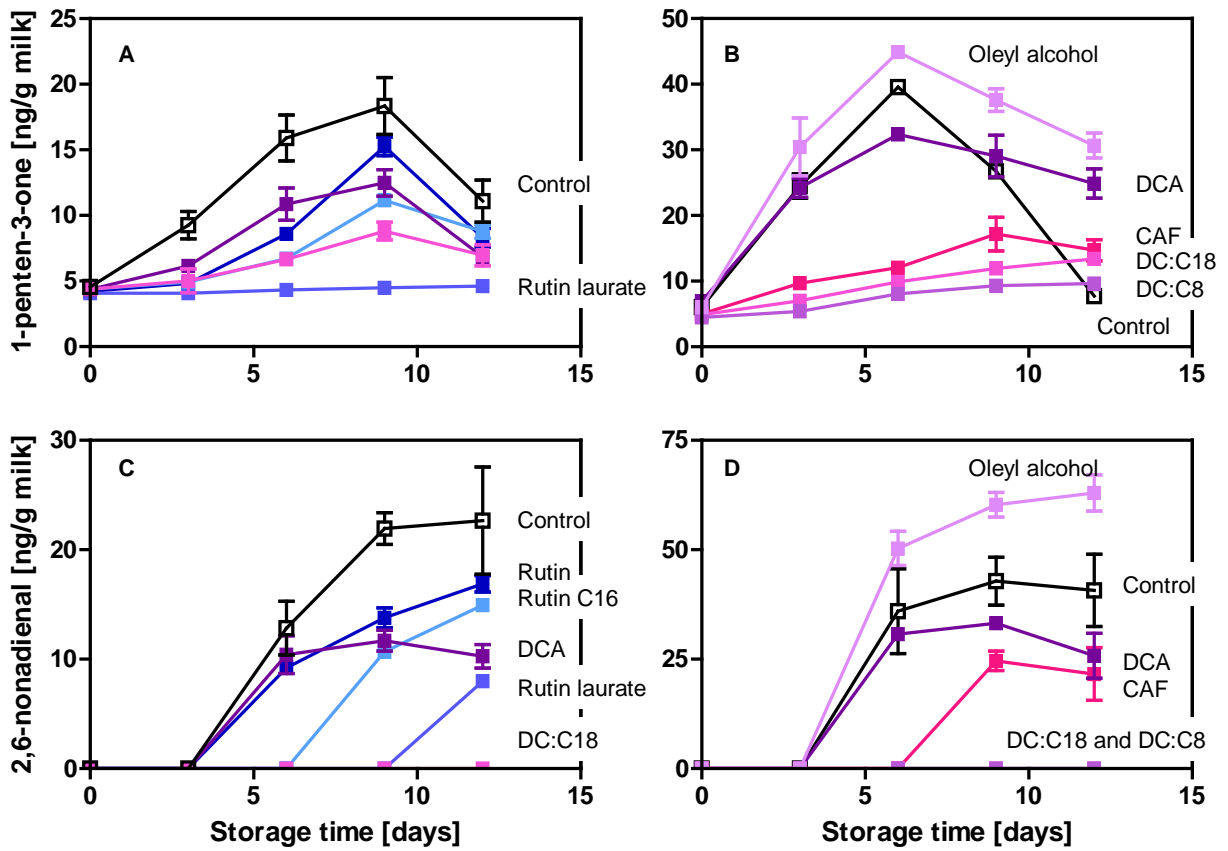 1-penten-3-one [ng/g milk]
25
20
15
10
5
0
A
Control
Rutin laurate
0
5
10
15
50
40
30
20
10
0
B
Oleyl alcohol
DCA
CAF
DC:C18
DC:C8
Control
0
5
10
15
2,6-nonadienal [ng/g milk]
30
20
10
0
C
Control
Rutin
Rutin C16
DCA
Rutin laurate
DC:C18
0
5
10
15
Storage time [days]
75
50
25
0
D
Oleyl alcohol
Control
DCA
CAF
DC:C18 and DC:C8
0
5
10
15
Storage time [days]